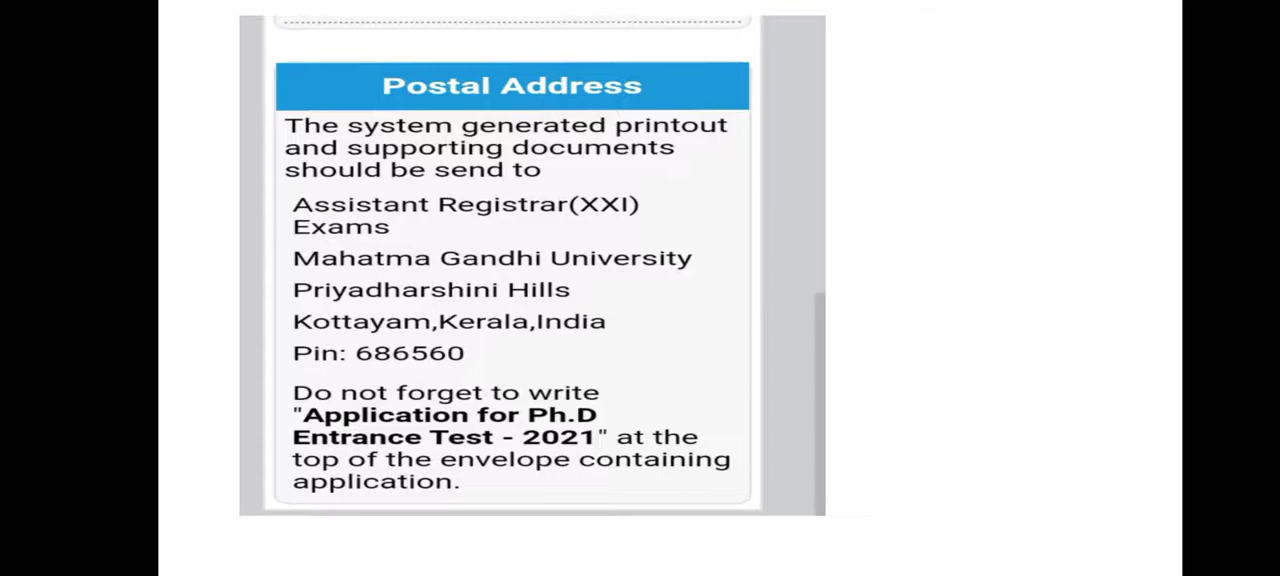 Postal Address
The system generated printout
and supporting documents
should be send to
Assistant Registrar(XXI)
Exams
Mahatma Gandhi University
Priyadharshini Hills
Kottayam,Kerala,India
Pin: 686560
Do not forget to write
"Application for Ph.D
Entrance Test - 2021" at the
top of the envelope containing
application.